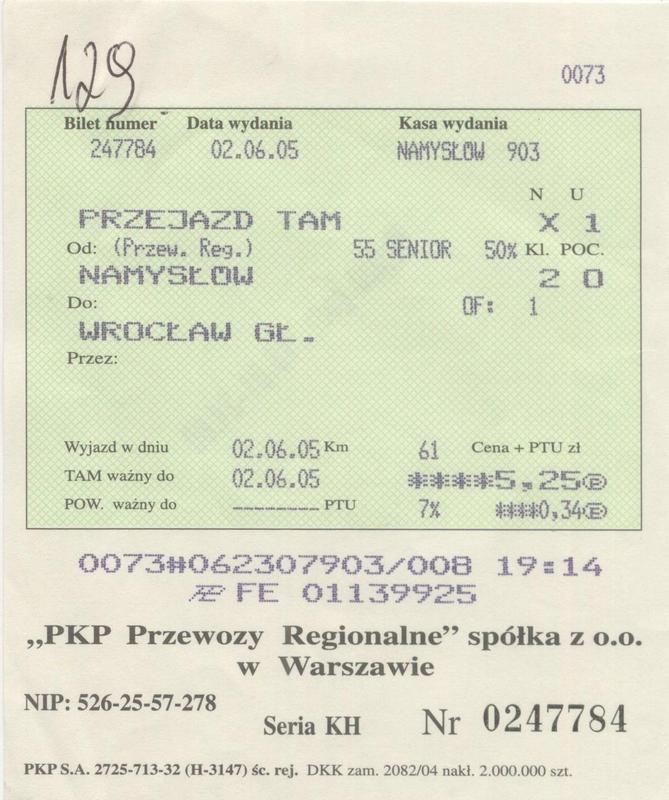 129
0073
Bilet numer Data wydania Kasa wydania
247784 02.06.05 NAMYSŁOW 903
N U
PRZEJAZD TAM X 1
Od: (Przew. Reg.) 55 SENIOR 50% Kl. POC.
NAMYSŁOW 2 0
Do: OF: 1
WROCŁAW GŁ.
Przez:
Wyjazd w dniu 02.06.05 Km 61 Cena + PTU zł
TAM ważny do 02.06.05 ****5,25
POW. ważny do -------- PTU 7% ****0,34
0073#062307903/008 19:14
FE 01139925
„PKP Przewozy Regionalne” spółka z o.o.
w Warszawie
NIP: 526-25-57-278
Seria KH Nr 0247784
PKP S.A. 2725-713-32 (H-3147) śc. rej. DKK zam. 2082/04 nakł. 2.000.000 szt.